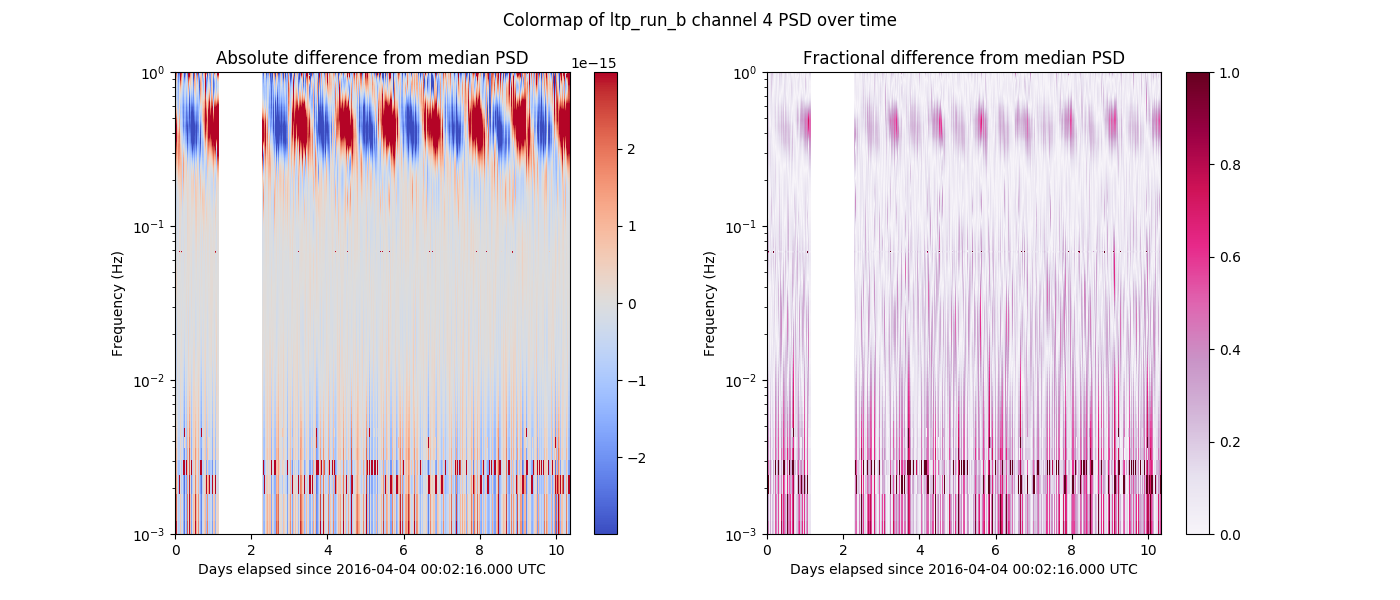 Colormap of ltp_run_b channel 4 PSD over time
Absolute difference from median PSD
1e−15
Fractional difference from median PSD
10⁰
10⁻¹
10⁻²
10⁻³
Frequency (Hz)
0 2 4 6 8 10
Days elapsed since 2016-04-04 00:02:16.000 UTC
2
1
0
−1
−2
10⁰
10⁻¹
10⁻²
10⁻³
Frequency (Hz)
0 2 4 6 8 10
Days elapsed since 2016-04-04 00:02:16.000 UTC
1.0
0.8
0.6
0.4
0.2
0.0